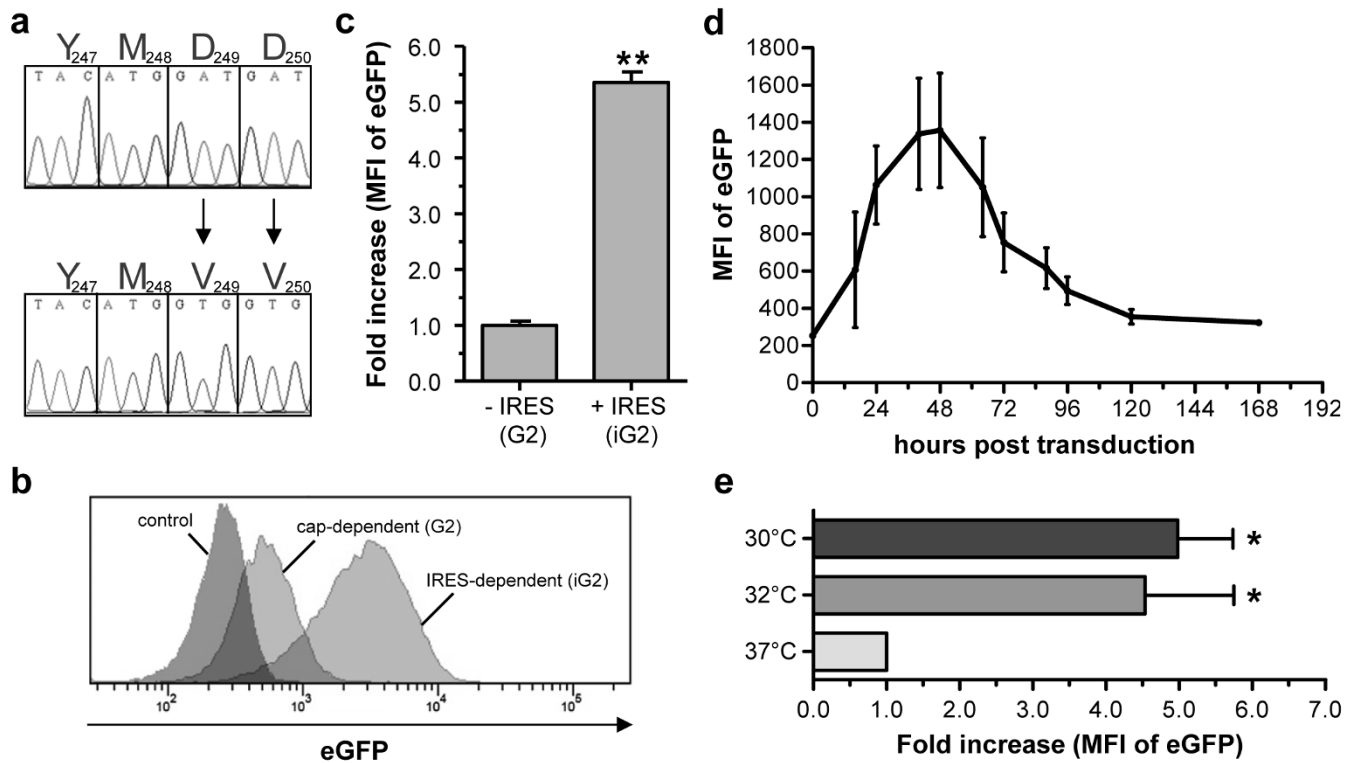 a
Y247 M248 D249 D250
T A C A T G G A T G A T
Y247 M248 V249 V250
T A C A T G G T G G T G
b
control
cap-dependent (G2)
IRES-dependent (iG2)
10² 10³ 10⁴ 10⁵
eGFP
c
Fold increase (MFI of eGFP)
6.0
5.0
4.0
3.0
2.0
1.0
0.0
**
- IRES + IRES
(G2) (iG2)
d
MFI of eGFP
1800
1600
1400
1200
1000
800
600
400
200
0
0 24 48 72 96 120 144 168 192
hours post transduction
e
30°C *
32°C *
37°C
0.0 1.0 2.0 3.0 4.0 5.0 6.0 7.0
Fold increase (MFI of eGFP)